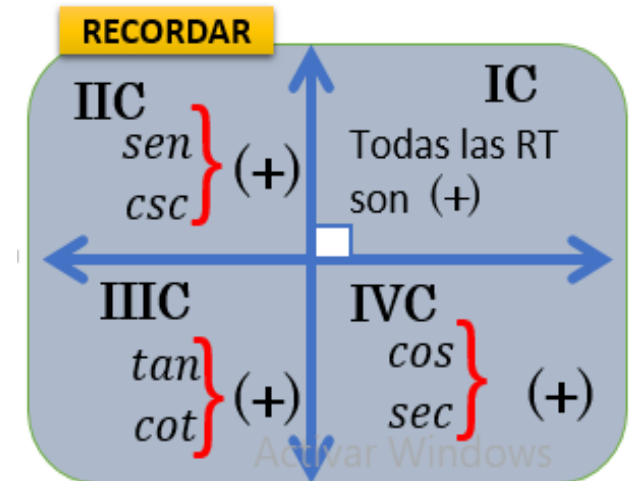 RECORDAR
IIC
sen
csc
(+)
IC
Todas las RT
son (+)
IIIC
tan
cot
(+)
IVC
cos
sec
(+)
Activar Windows